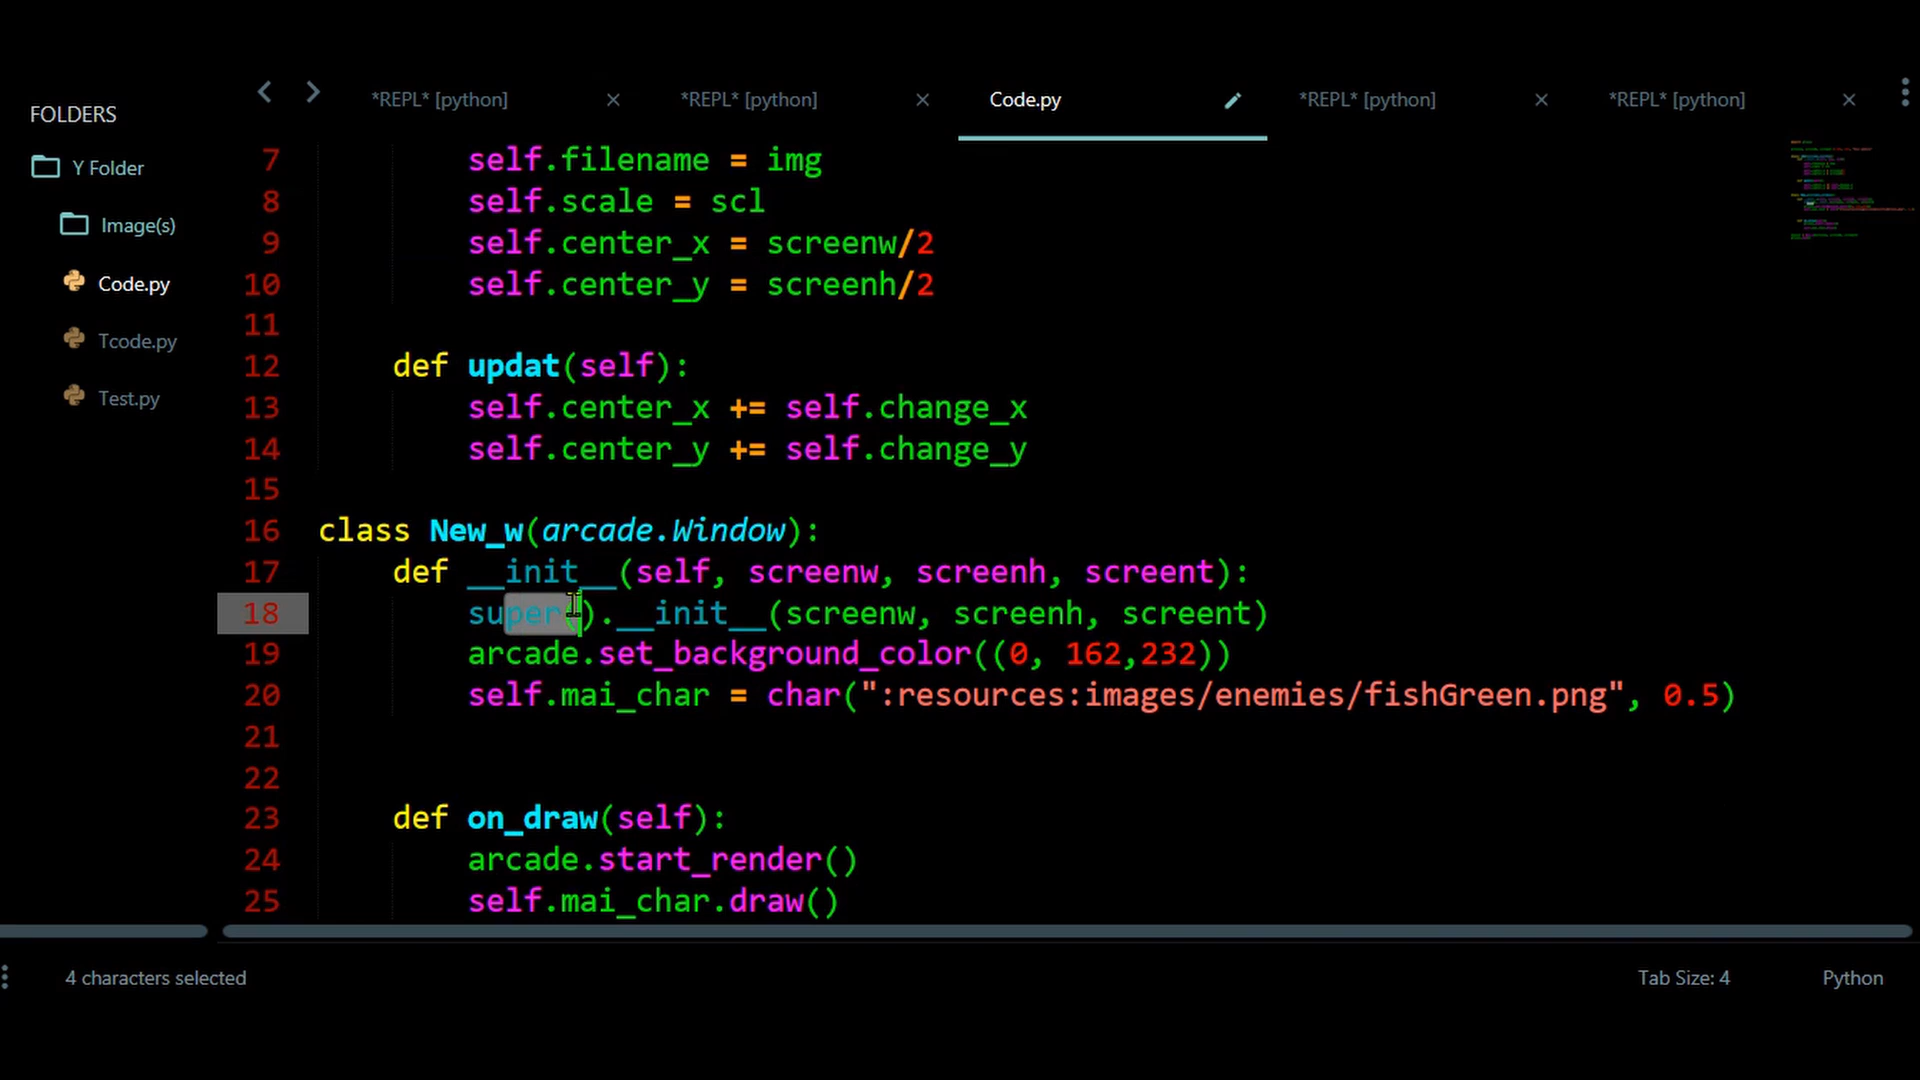 *REPL* [python]
*REPL* [python]
Code.py
*REPL* [python]
*REPL* [python]
FOLDERS
Y Folder
Image(s)
Code.py
Tcode.py
Test.py
7 self.filename = img
8 self.scale = scl
9 self.center_x = screenw/2
10 self.center_y = screenh/2
11
12 def updat(self):
13 self.center_x += self.change_x
14 self.center_y += self.change_y
15
16 class New_w(arcade.Window):
17 def __init__(self, screenw, screenh, screent):
18 super().__init__(screenw, screenh, screent)
19 arcade.set_background_color((0, 162,232))
20 self.mai_char = char(":resources:images/enemies/fishGreen.png", 0.5)
21
22
23 def on_draw(self):
24 arcade.start_render()
25 self.mai_char.draw()
4 characters selected
Tab Size: 4
Python